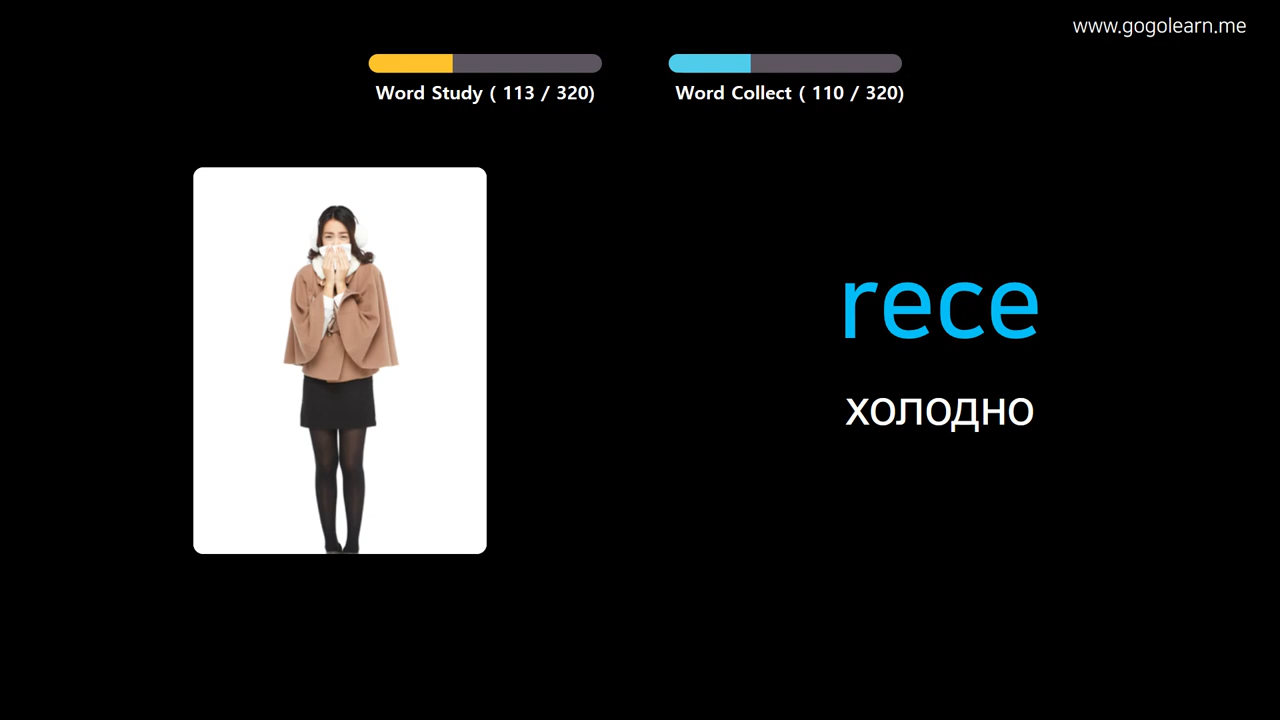 www.gogolearn.me
Word Study ( 113 / 320)
Word Collect ( 110 / 320)
rece
холодно